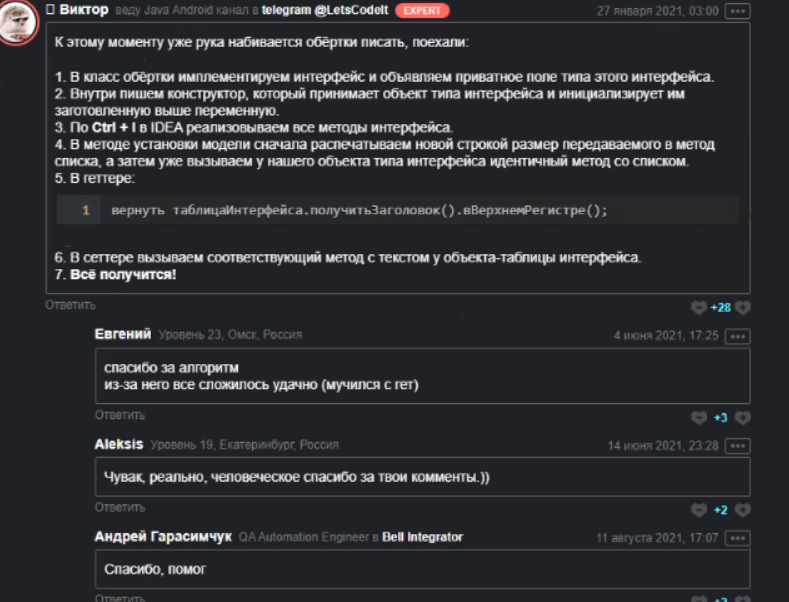 Виктор веду Java Android канал в telegram @LetsCodeIt EXPERT 27 января 2021, 03:00
К этому моменту уже рука набивается обёртки писать, поехали:
1. В класс обёртки имплементируем интерфейс и объявляем приватное поле типа этого интерфейса.
2. Внутри пишем конструктор, который принимает объект типа интерфейса и инициализирует им
заготовленную выше переменную.
3. По Ctrl + I в IDEA реализовываем все методы интерфейса.
4. В методе установки модели сначала распечатываем новой строкой размер передаваемого в метод
списка, а затем уже вызываем у нашего объекта типа интерфейса идентичный метод со списком.
5. В геттере:
1 вернуть таблицаИнтерфейса.получитьЗаголовок().вВерхнемРегистре();
6. В сеттере вызываем соответствующий метод с текстом у объекта-таблицы интерфейса.
7. Всё получится!
Ответить +28
Евгений Уровень 23, Омск, Россия 4 июня 2021, 17:25
спасибо за алгоритм
из-за него все сложилось удачно (мучился с гет)
Ответить +3
Aleksis Уровень 19, Екатеринбург, Россия 14 июня 2021, 23:28
Чувак, реально, человеческое спасибо за твои комменты.))
Ответить +2
Андрей Гарасимчук QA Automation Engineer в Bell Integrator 11 августа 2021, 17:07
Спасибо, помог
Ответить